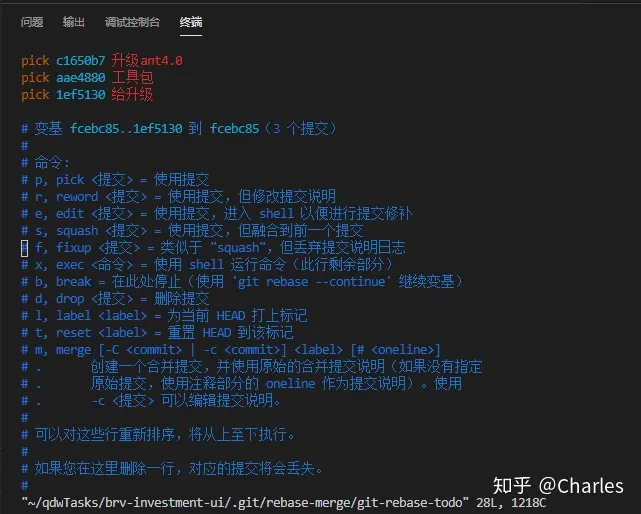 问题 输出 调试控制台 终端
pick c1650b7 升级ant4.0
pick aae4880 工具包
pick 1ef5130 给升级
# 变基 fcebc85..1ef5130 到 fcebc85（3 个提交）
#
# 命令:
# p, pick <提交> = 使用提交
# r, reword <提交> = 使用提交，但修改提交说明
# e, edit <提交> = 使用提交，进入 shell 以便进行提交修补
# s, squash <提交> = 使用提交，但融合到前一个提交
# f, fixup <提交> = 类似于 "squash"，但丢弃提交说明日志
# x, exec <命令> = 使用 shell 运行命令（此行剩余部分）
# b, break = 在此处停止（使用 'git rebase --continue' 继续变基）
# d, drop <提交> = 删除提交
# l, label <label> = 为当前 HEAD 打上标记
# t, reset <label> = 重置 HEAD 到该标记
# m, merge [-C <commit> | -c <commit>] <label> [# <oneline>]
# . 创建一个合并提交，并使用原始的合并提交说明（如果没有指定
# . 原始提交，使用注释部分的 oneline 作为提交说明）。使用
# . -c <提交> 可以编辑提交说明。
#
# 可以对这些行重新排序，将从上至下执行。
#
# 如果您在这里删除一行，对应的提交将会丢失。
#
"~/qdwTasks/brv-investment-ui/.git/rebase-merge/git-rebase-todo" 28L, 1218C
知乎 @Charles